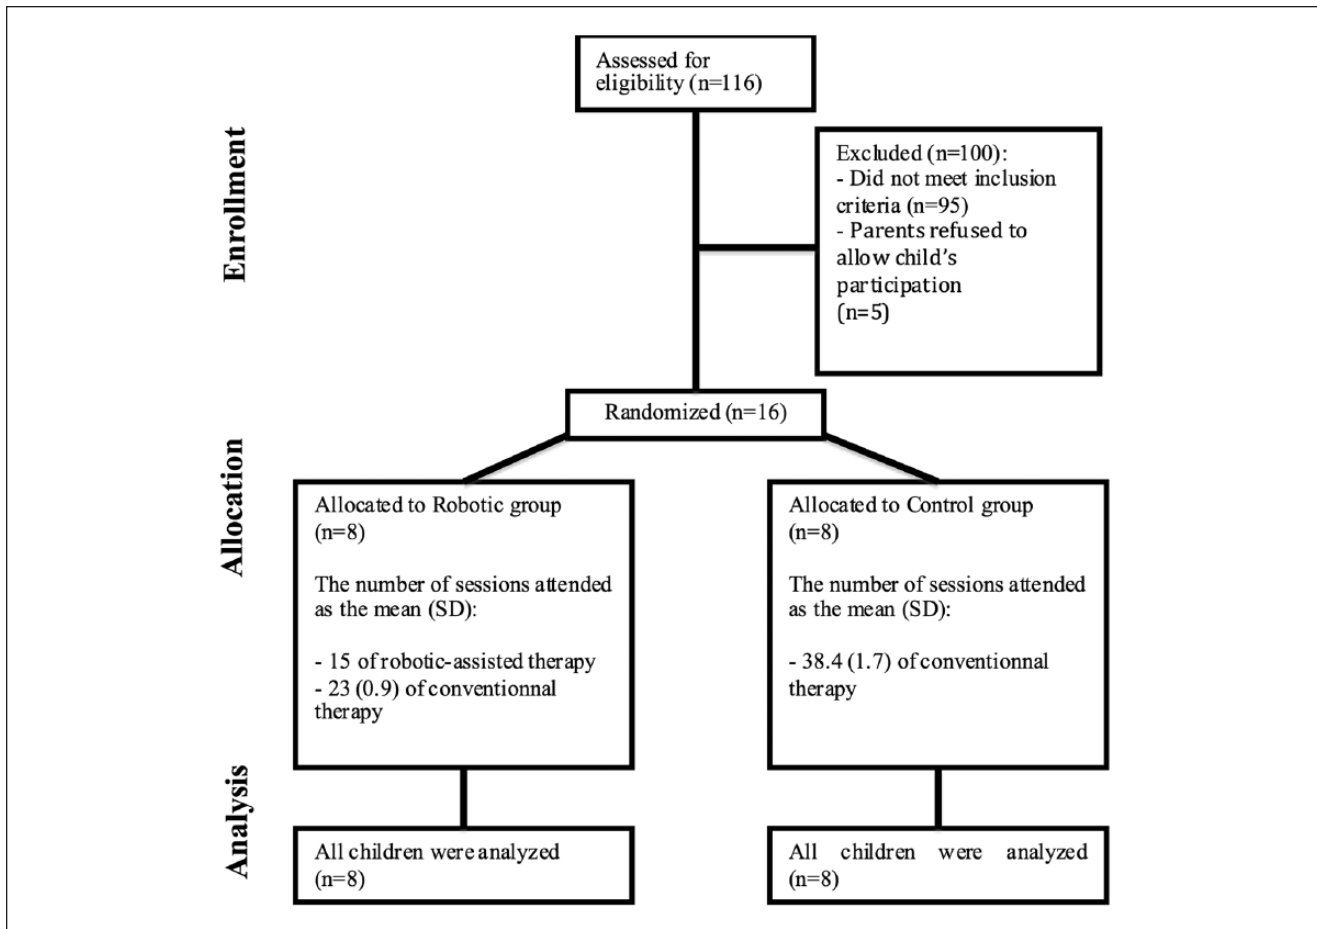 Assessed for
eligibility (n=116)
Enrollment
Excluded (n=100):
- Did not meet inclusion
criteria (n=95)
- Parents refused to
allow child's
participation
(n=5)
Randomized (n=16)
Allocation
Allocated to Robotic group
(n=8)
The number of sessions attended
as the mean (SD):
- 15 of robotic-assisted therapy
- 23 (0.9) of conventionnal
therapy
Allocated to Control group
(n=8)
The number of sessions attended
as the mean (SD):
- 38.4 (1.7) of conventionnal
therapy
Analysis
All children were analyzed
(n=8)
All children were analyzed
(n=8)